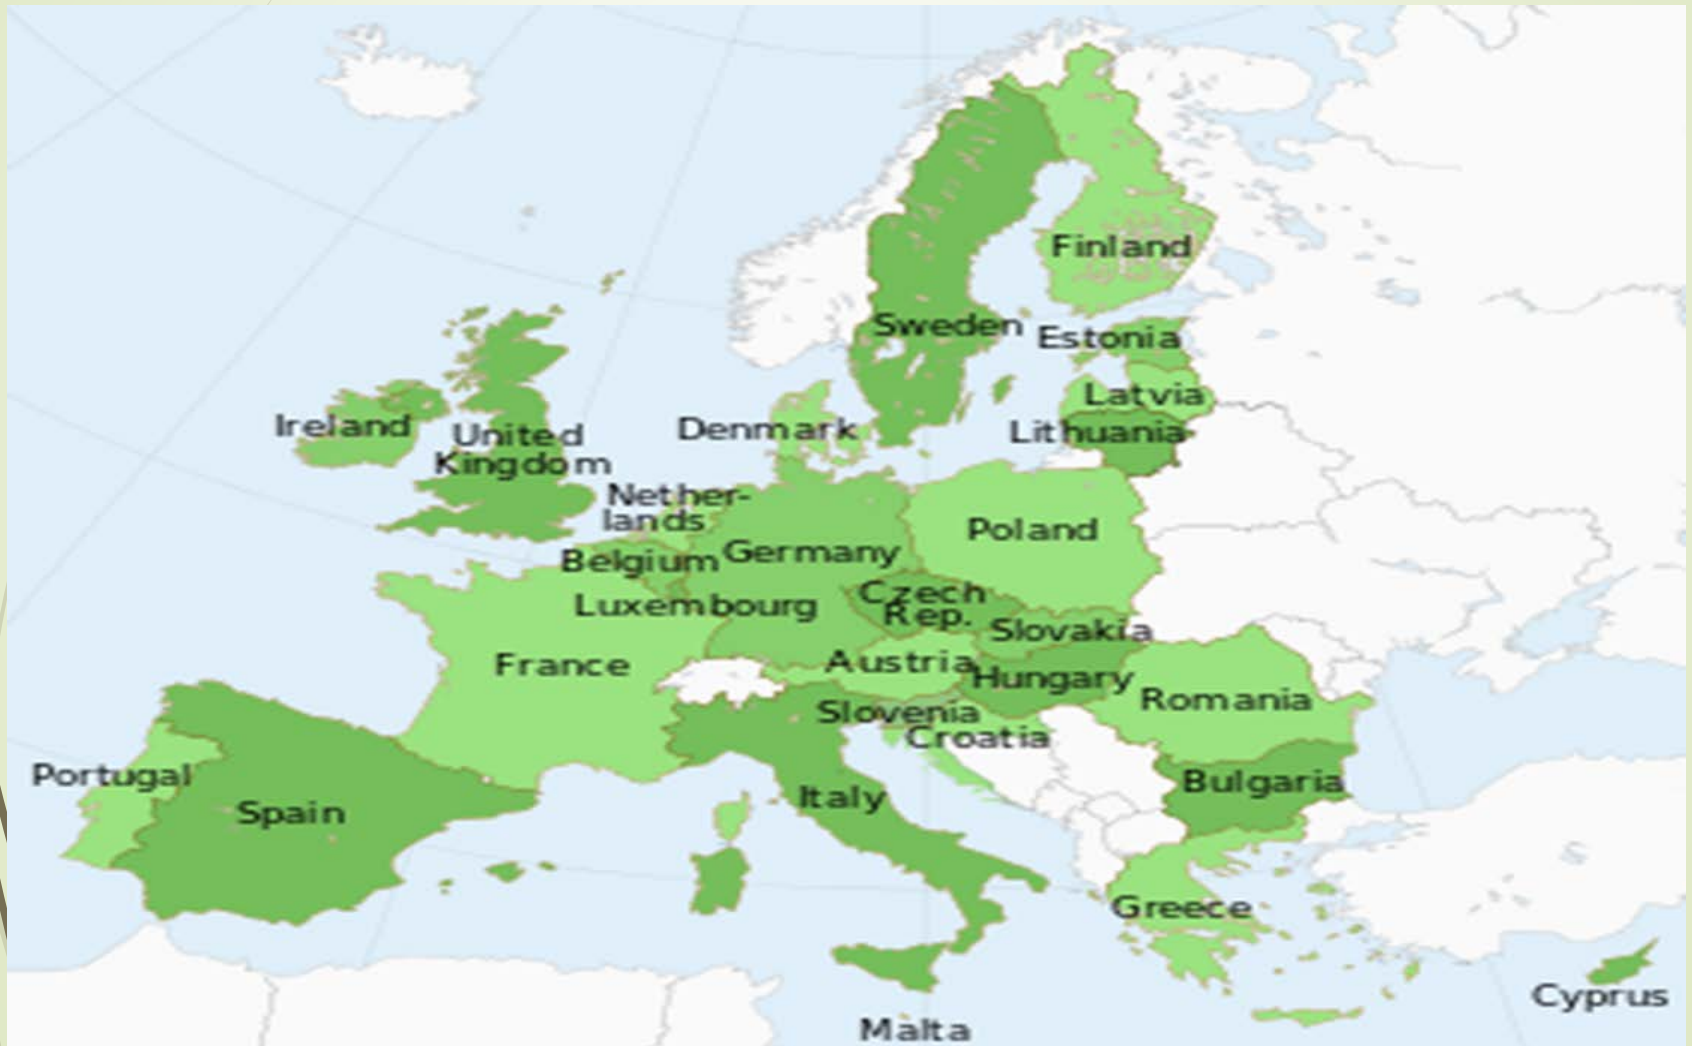 Finland
Sweden
Estonia
Latvia
Lithuania
Denmark
Ireland
United
Kingdom
Nether-
lands
Belgium
Germany
Poland
Luxembourg
Czech
Rep.
Slovakia
France
Austria
Hungary
Romania
Slovenia
Croatia
Portugal
Spain
Italy
Bulgaria
Greece
Cyprus
Malta